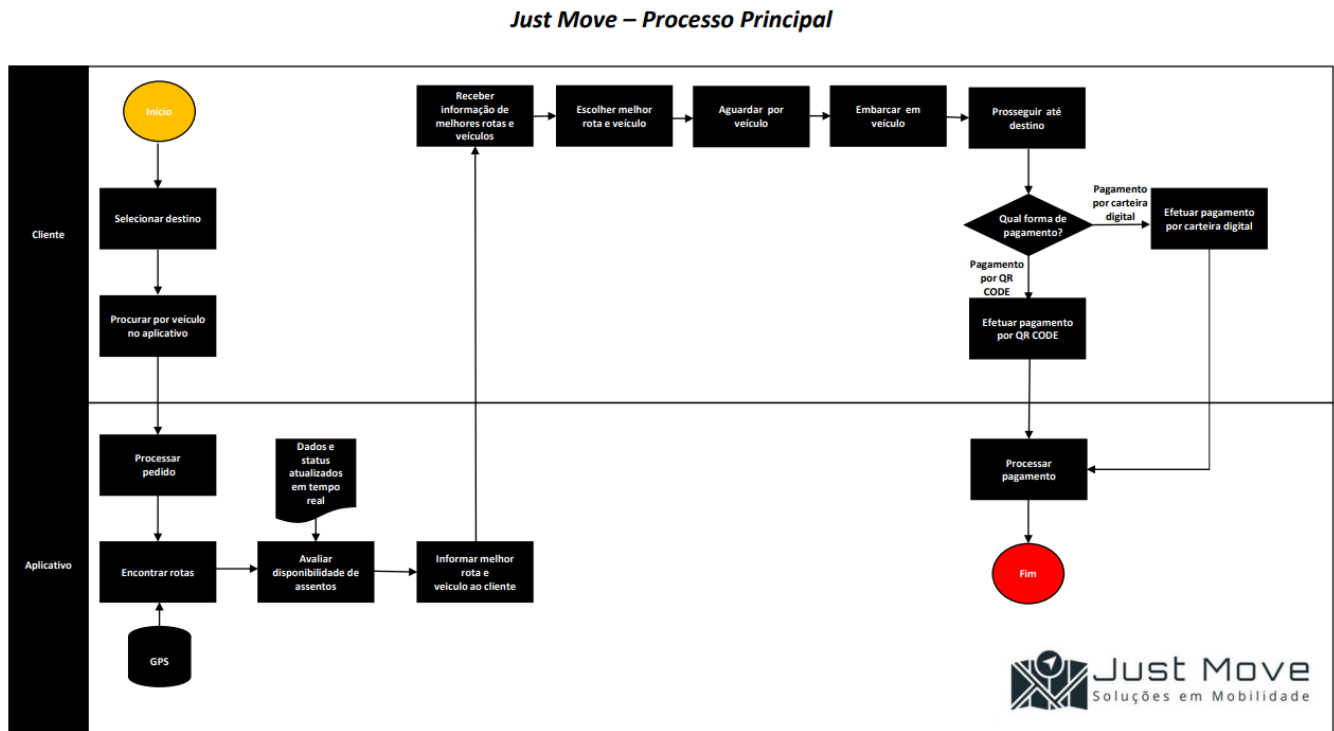 Just Move – Processo Principal
Cliente
Início
Selecionar destino
Procurar por veículo
no aplicativo
Receber
informação de
melhores rotas e
veículos
Escolher melhor
rota e veículo
Aguardar por
veículo
Embarcar em
veículo
Prosseguir até
destino
Qual forma de
pagamento?
Pagamento
por carteira
digital
Efetuar pagamento
por carteira digital
Pagamento
por QR
CODE
Efetuar pagamento
por QR CODE
Aplicativo
Processar
pedido
Encontrar rotas
GPS
Dados e
status
atualizados
em tempo
real
Avaliar
disponibilidade de
assentos
Informar melhor
rota e
veículo ao cliente
Processar
pagamento
Fim
Just Move
Soluções em Mobilidade